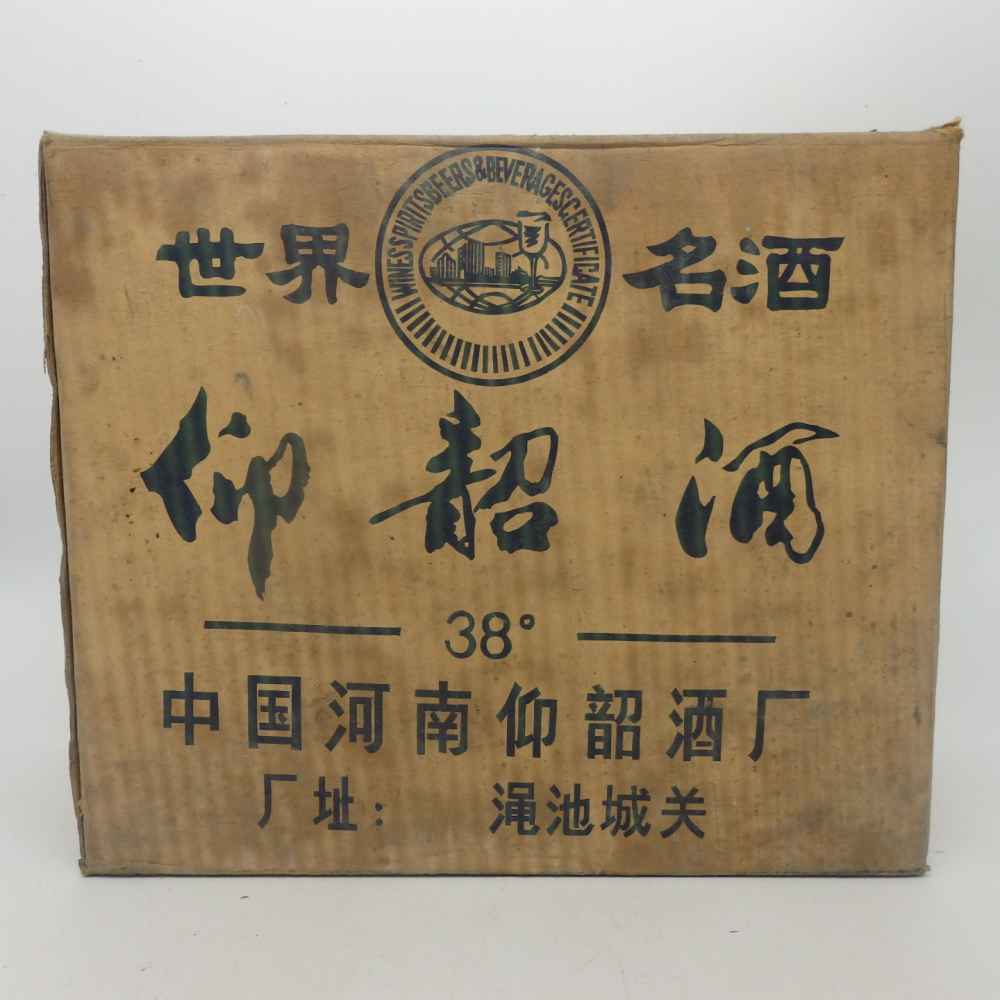 世界 名酒
WINES SPIRITS BEERS & BEVERAGES CERTIFICATE
仰韶酒
38°
中国河南仰韶酒厂
厂址： 渑池城关